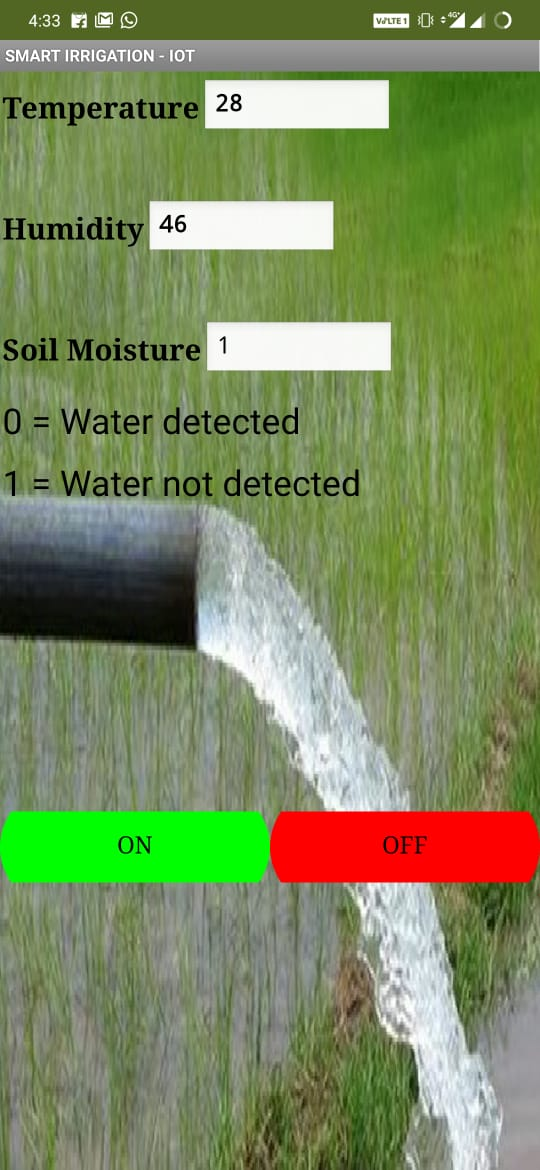 4:33 VoLTE 1 4G+
SMART IRRIGATION - IOT
Temperature 28
Humidity 46
Soil Moisture 1
0 = Water detected
1 = Water not detected
ON OFF